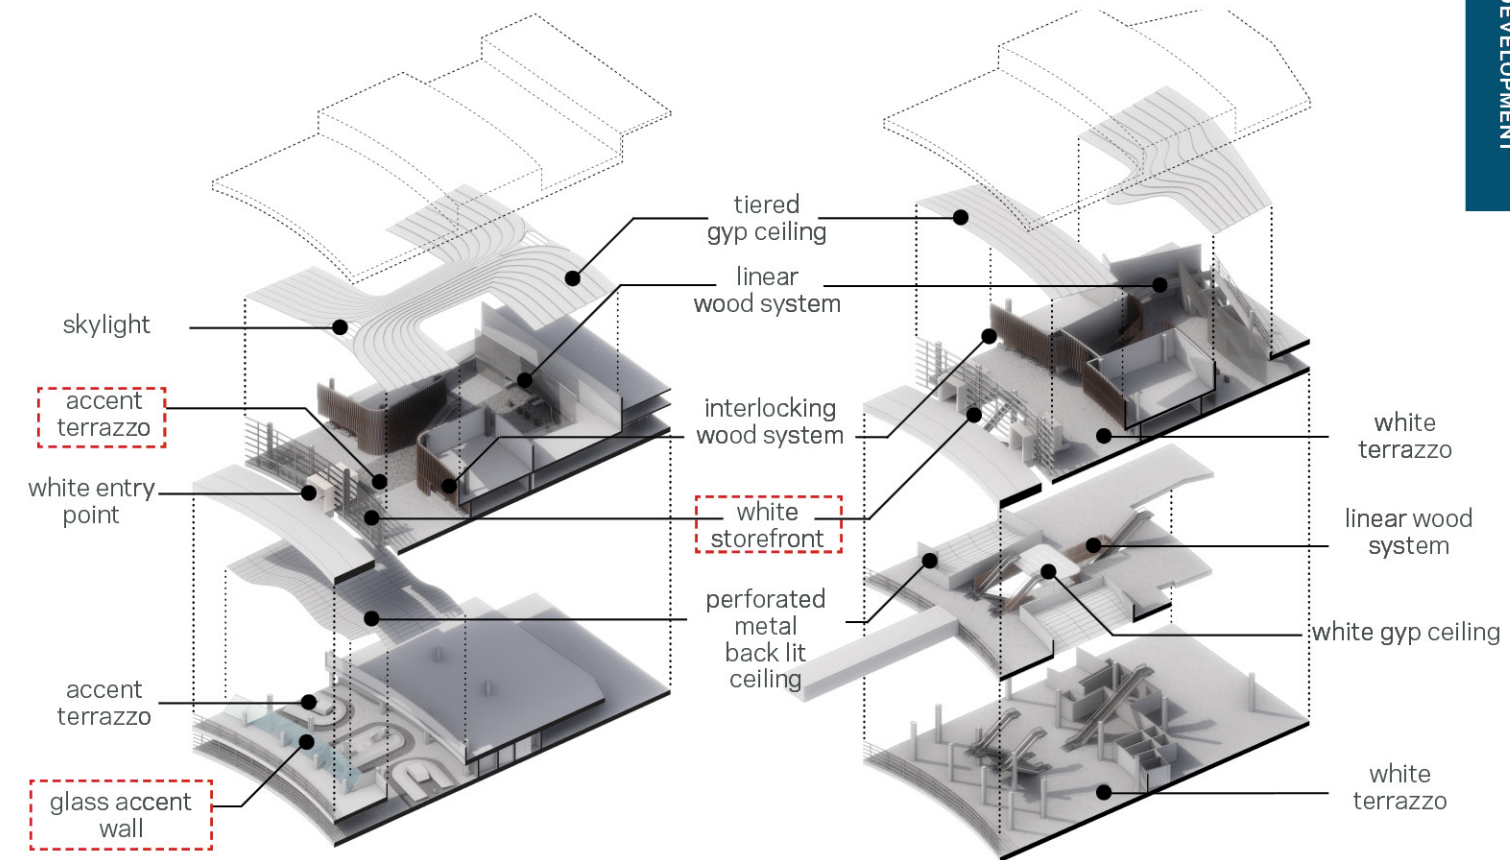 DEVELOPMENT
tiered
gyp ceiling
linear
wood system
skylight
accent
terrazzo
interlocking
wood system
white
terrazzo
white entry
point
white
storefront
linear wood
system
perforated
metal
back lit
ceiling
white gyp ceiling
accent
terrazzo
glass accent
wall
white
terrazzo